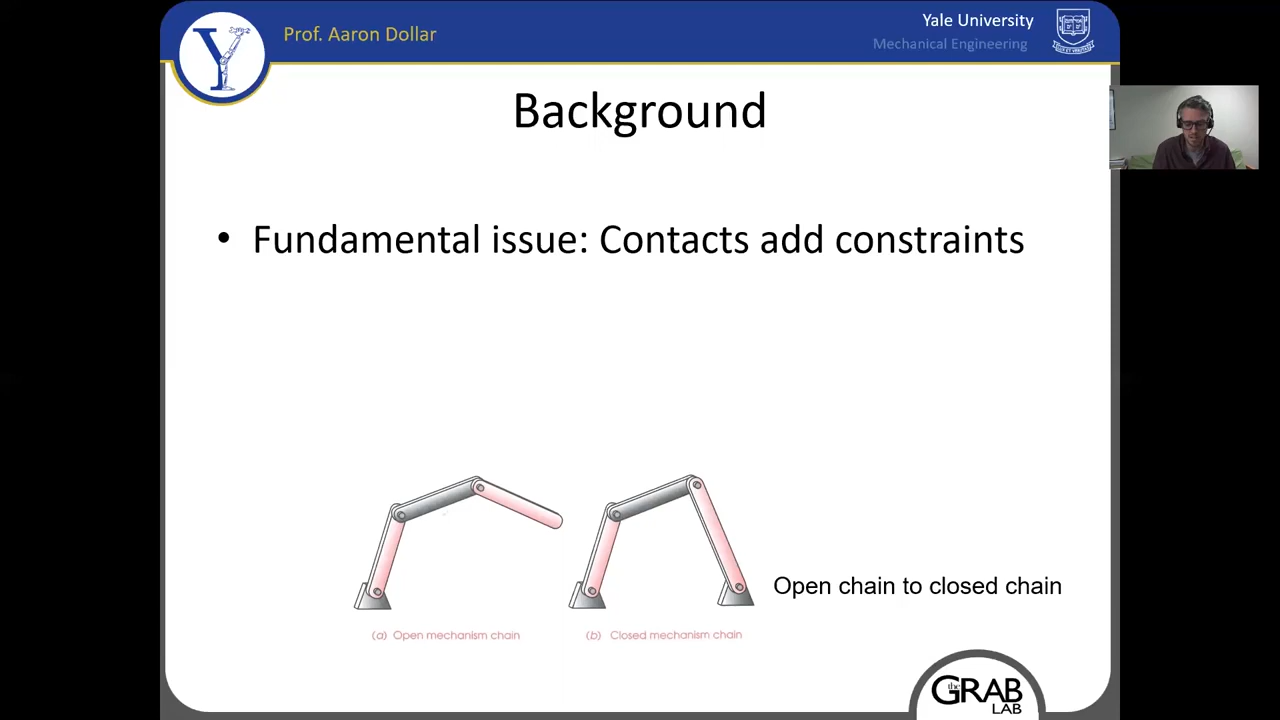 Prof. Aaron Dollar
Yale University
Mechanical Engineering
Y
Background
• Fundamental issue: Contacts add constraints
Open chain to closed chain
(a) Open mechanism chain
(b) Closed mechanism chain
the GRAB
LAB